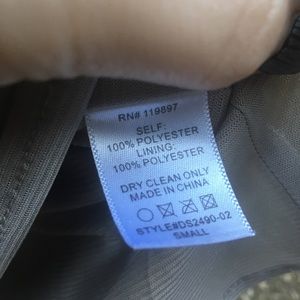 RN# 119897
SELF:
100% POLYESTER
LINING:
100% POLYESTER
DRY CLEAN ONLY
MADE IN CHINA
STYLE#DS2490-02
SMALL